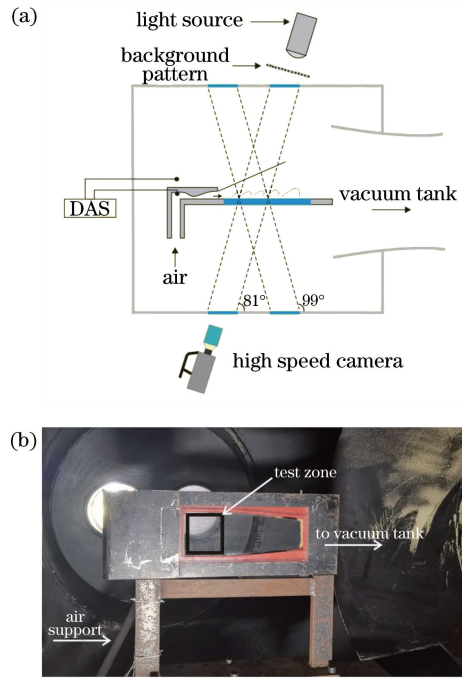 (a)
light source
background
pattern
DAS
vacuum tank
air
81°
99°
high speed camera
(b)
test zone
to vacuum tank
air
support